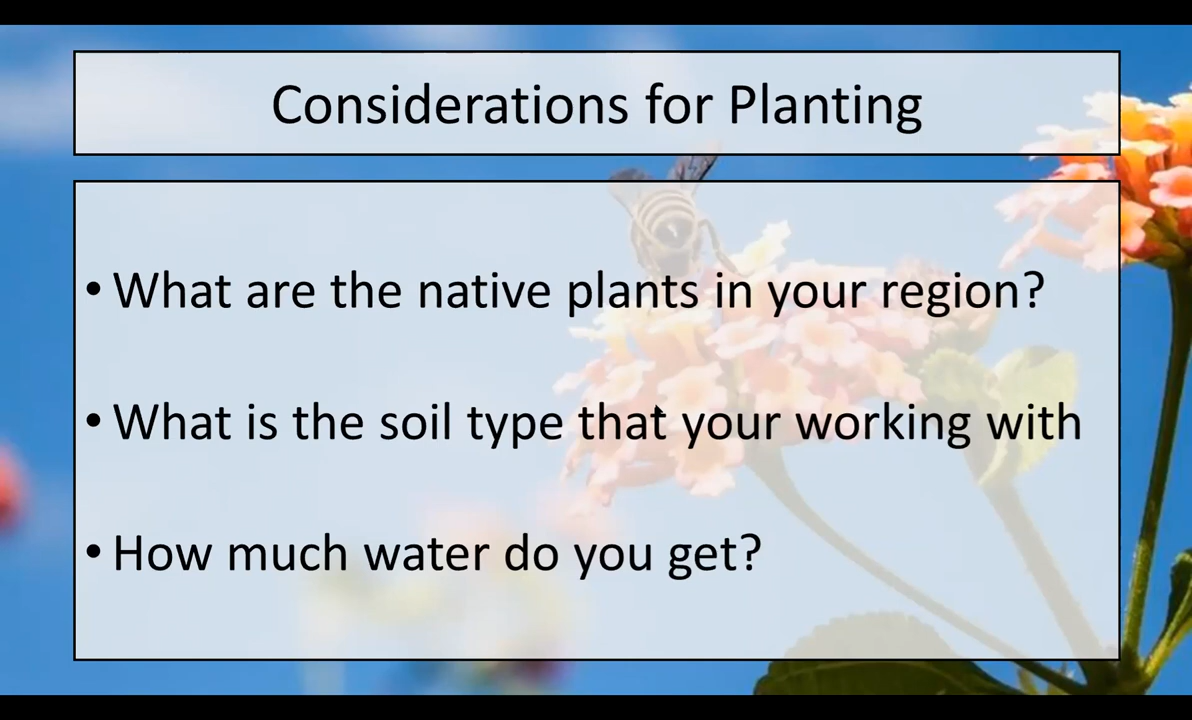 Considerations for Planting
• What are the native plants in your region?
• What is the soil type that your working with
• How much water do you get?